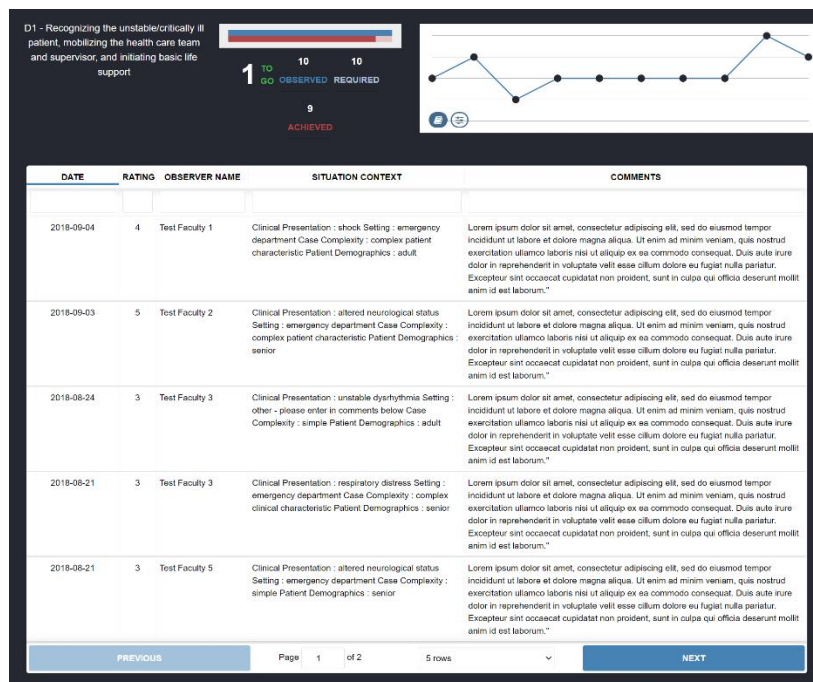 D1 - Recognizing the unstable/critically ill
patient, mobilizing the health care team
and supervisor, and initiating basic life
support
1 TO GO
10 OBSERVED
10 REQUIRED
9
ACHIEVED
DATE RATING OBSERVER NAME SITUATION CONTEXT COMMENTS
2018-09-04 4 Test Faculty 1
Clinical Presentation : shock Setting : emergency
department Case Complexity : complex patient
characteristic Patient Demographics : adult
Lorem ipsum dolor sit amet, consectetur adipiscing elit, sed do eiusmod tempor
incididunt ut labore et dolore magna aliqua. Ut enim ad minim veniam, quis nostrud
exercitation ullamco laboris nisi ut aliquip ex ea commodo consequat. Duis aute irure
dolor in reprehenderit in voluptate velit esse cillum dolore eu fugiat nulla pariatur.
Excepteur sint occaecat cupidatat non proident, sunt in culpa qui officia deserunt mollit
anim id est laborum."
2018-09-03 5 Test Faculty 2
Clinical Presentation : altered neurological status
Setting : emergency department Case Complexity :
complex patient characteristic Patient Demographics :
senior
Lorem ipsum dolor sit amet, consectetur adipiscing elit, sed do eiusmod tempor
incididunt ut labore et dolore magna aliqua. Ut enim ad minim veniam, quis nostrud
exercitation ullamco laboris nisi ut aliquip ex ea commodo consequat. Duis aute irure
dolor in reprehenderit in voluptate velit esse cillum dolore eu fugiat nulla pariatur.
Excepteur sint occaecat cupidatat non proident, sunt in culpa qui officia deserunt mollit
anim id est laborum."
2018-08-24 3 Test Faculty 3
Clinical Presentation : unstable dysrhythmia Setting :
other - please enter in comments below Case
Complexity : simple Patient Demographics : adult
Lorem ipsum dolor sit amet, consectetur adipiscing elit, sed do eiusmod tempor
incididunt ut labore et dolore magna aliqua. Ut enim ad minim veniam, quis nostrud
exercitation ullamco laboris nisi ut aliquip ex ea commodo consequat. Duis aute irure
dolor in reprehenderit in voluptate velit esse cillum dolore eu fugiat nulla pariatur.
Excepteur sint occaecat cupidatat non proident, sunt in culpa qui officia deserunt mollit
anim id est laborum."
2018-08-21 3 Test Faculty 3
Clinical Presentation : respiratory distress Setting :
emergency department Case Complexity : complex
clinical characteristic Patient Demographics : senior
Lorem ipsum dolor sit amet, consectetur adipiscing elit, sed do eiusmod tempor
incididunt ut labore et dolore magna aliqua. Ut enim ad minim veniam, quis nostrud
exercitation ullamco laboris nisi ut aliquip ex ea commodo consequat. Duis aute irure
dolor in reprehenderit in voluptate velit esse cillum dolore eu fugiat nulla pariatur.
Excepteur sint occaecat cupidatat non proident, sunt in culpa qui officia deserunt mollit
anim id est laborum."
2018-08-21 3 Test Faculty 5
Clinical Presentation : altered neurological status
Setting : emergency department Case Complexity :
simple Patient Demographics : senior
Lorem ipsum dolor sit amet, consectetur adipiscing elit, sed do eiusmod tempor
incididunt ut labore et dolore magna aliqua. Ut enim ad minim veniam, quis nostrud
exercitation ullamco laboris nisi ut aliquip ex ea commodo consequat. Duis aute irure
dolor in reprehenderit in voluptate velit esse cillum dolore eu fugiat nulla pariatur.
Excepteur sint occaecat cupidatat non proident, sunt in culpa qui officia deserunt mollit
anim id est laborum."
PREVIOUS Page 1 of 2 5 rows NEXT